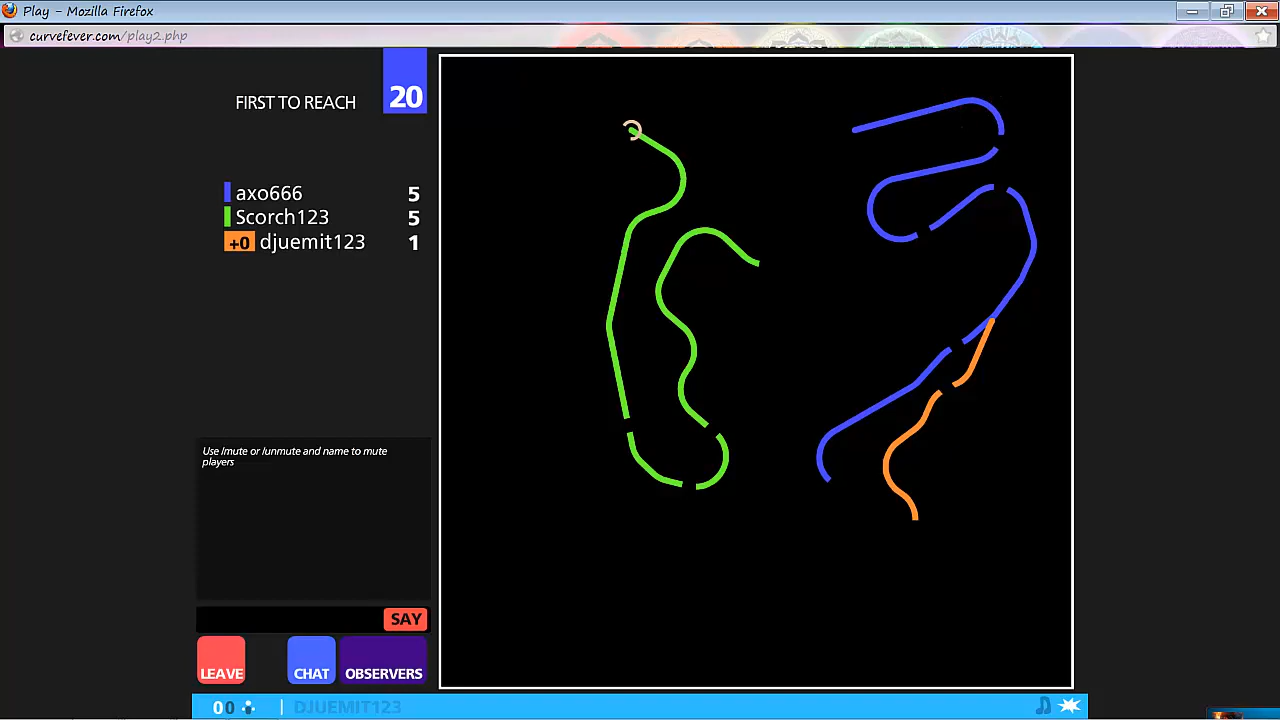 Play - Mozilla Firefox
curvefever.com/play2.php
FIRST TO REACH 20
axo666 5
Scorch123 5
+0 djuemit123 1
Use /mute or /unmute and name to mute
players
SAY
LEAVE CHAT OBSERVERS
00 | DJUEMIT123